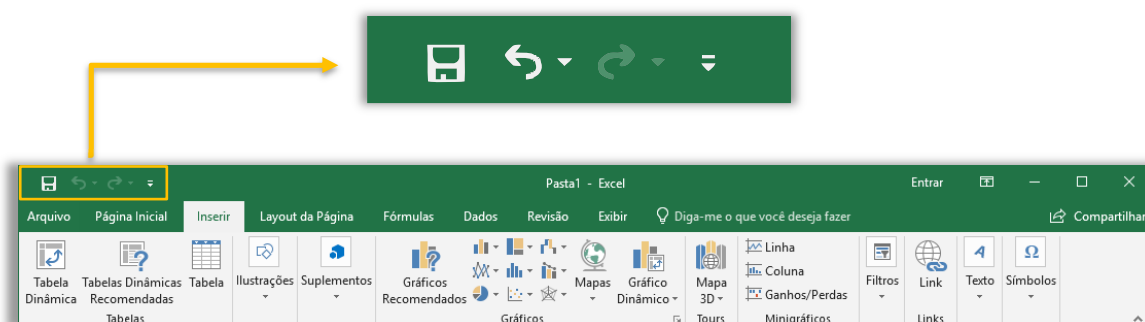 Pasta1 - Excel
Entrar
Arquivo Página Inicial Inserir Layout da Página Fórmulas Dados Revisão Exibir Diga-me o que você deseja fazer Compartilhar
Tabela Dinâmica
Tabelas Dinâmicas Recomendadas
Tabela
Ilustrações
Suplementos
Gráficos Recomendados
Mapas
Gráfico Dinâmico
Mapa 3D
Linha
Coluna
Ganhos/Perdas
Filtros
Link
Texto
Símbolos
Tabelas
Gráficos
Tours
Minigráficos
Links